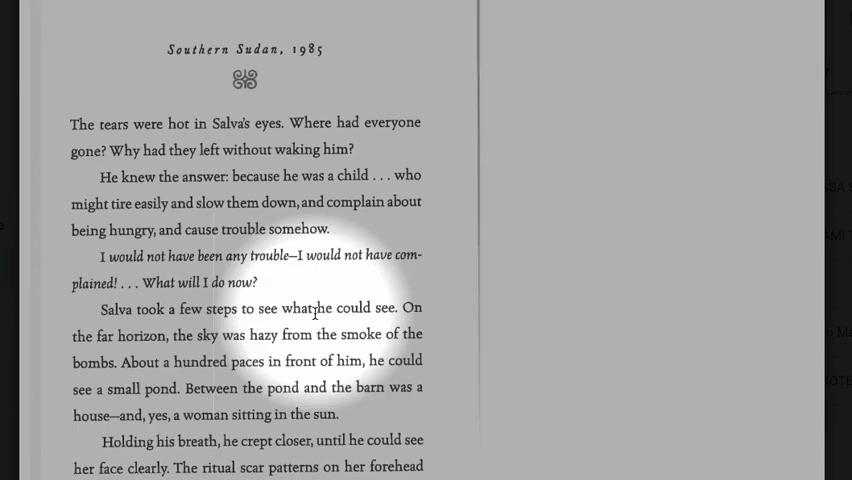 Southern Sudan, 1985
The tears were hot in Salva's eyes. Where had everyone
gone? Why had they left without waking him?
He knew the answer: because he was a child . . . who
might tire easily and slow them down, and complain about
being hungry, and cause trouble somehow.
I would not have been any trouble—I would not have com-
plained! . . . What will I do now?
Salva took a few steps to see what he could see. On
the far horizon, the sky was hazy from the smoke of the
bombs. About a hundred paces in front of him, he could
see a small pond. Between the pond and the barn was a
house—and, yes, a woman sitting in the sun.
Holding his breath, he crept closer, until he could see
her face clearly. The ritual scar patterns on her forehead